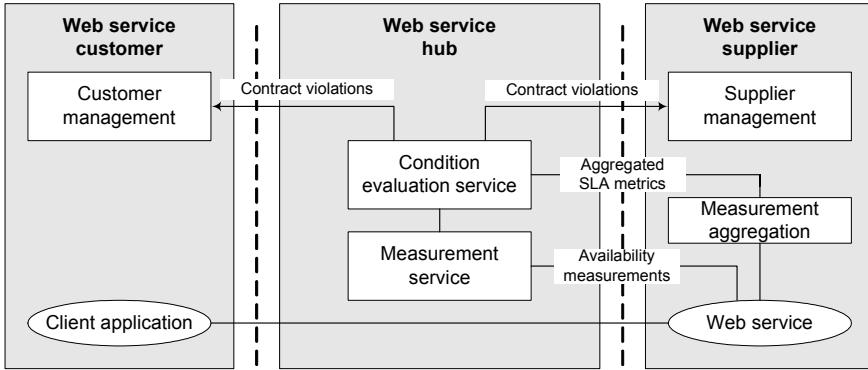 Web service
customer
Web service
hub
Web service
supplier
Customer
management
Contract violations
Contract violations
Supplier
management
Condition
evaluation service
Aggregated
SLA metrics
Measurement
aggregation
Measurement
service
Availability
measurements
Client application
Web service